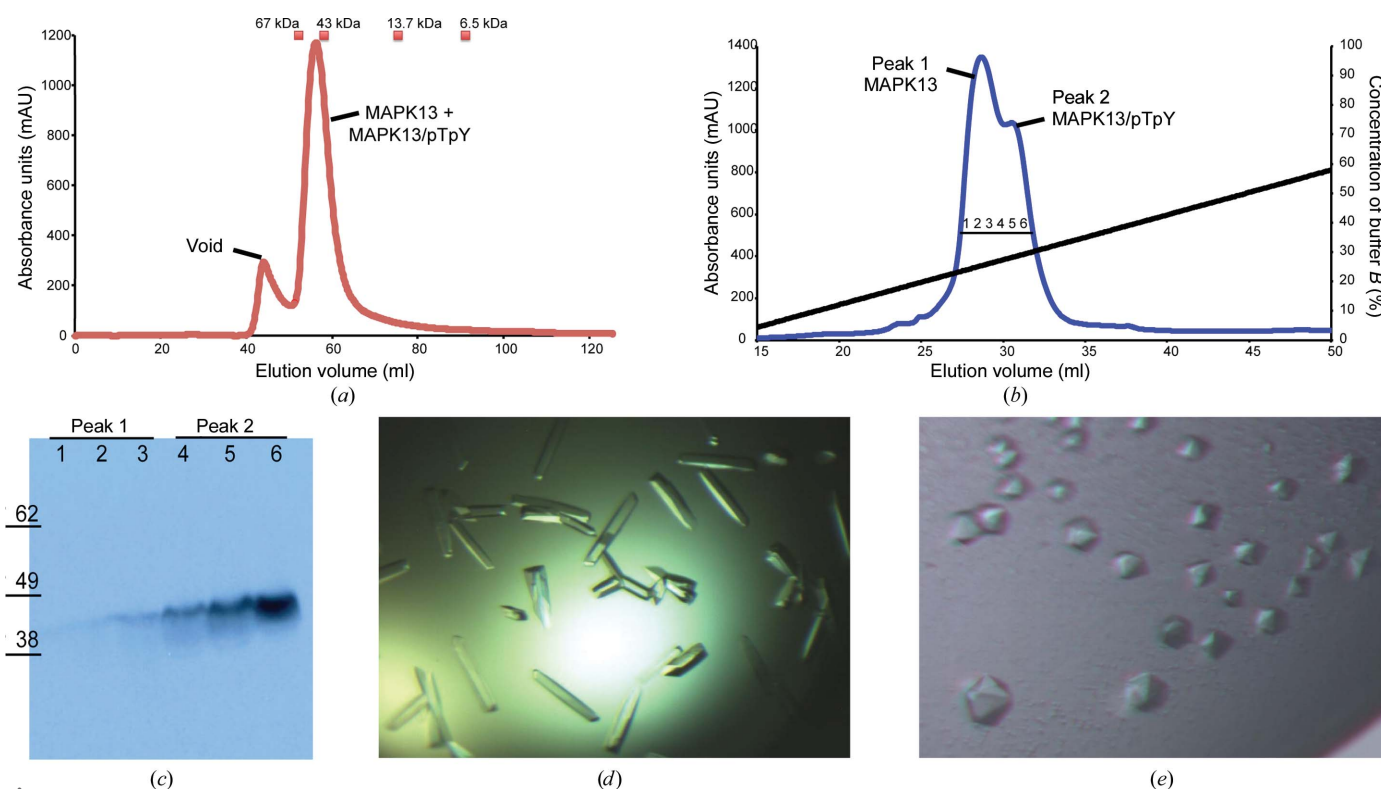 67 kDa 43 kDa 13.7 kDa 6.5 kDa
1200
1000
800
600
400
200
0
Absorbance units (mAU)
Void
MAPK13 +
MAPK13/pTpY
0 20 40 60 80 100 120
Elution volume (ml)
(a)
1400
1200
1000
800
600
400
200
0
Absorbance units (mAU)
Peak 1
MAPK13
Peak 2
MAPK13/pTpY
1 2 3 4 5 6
100
90
80
70
60
50
40
30
20
10
0
Concentration of buffer B (%)
15 20 25 30 35 40 45 50
Elution volume (ml)
(b)
Peak 1 Peak 2
1 2 3 4 5 6
62
49
38
(c)
(d)
(e)